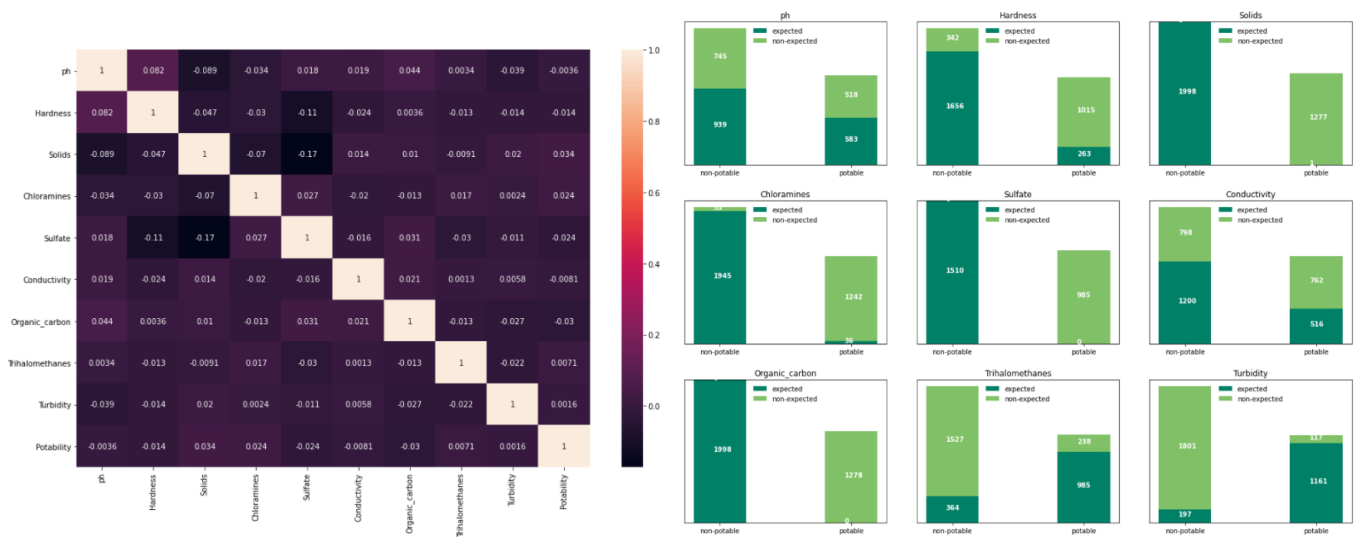 ph 1 0.082 -0.089 -0.034 0.018 0.019 0.044 0.0034 -0.039 -0.0036
Hardness 0.082 1 -0.047 -0.03 -0.11 -0.024 0.0036 -0.013 -0.014 -0.014
Solids -0.089 -0.047 1 -0.07 -0.17 0.014 0.01 -0.0091 0.02 0.034
Chloramines -0.034 -0.03 -0.07 1 0.027 -0.02 -0.013 0.017 0.0024 0.024
Sulfate 0.018 -0.11 -0.17 0.027 1 -0.016 0.031 -0.03 -0.011 -0.024
Conductivity 0.019 -0.024 0.014 -0.02 -0.016 1 0.021 0.0013 0.0058 -0.0081
Organic_carbon 0.044 0.0036 0.01 -0.013 0.031 0.021 1 -0.013 -0.027 -0.03
Trihalomethanes 0.0034 -0.013 -0.0091 0.017 -0.03 0.0013 -0.013 1 -0.022 0.0071
Turbidity -0.039 -0.014 0.02 0.0024 -0.011 0.0058 -0.027 -0.022 1 0.0016
Potability -0.0036 -0.014 0.034 0.024 -0.024 -0.0081 -0.03 0.0071 0.0016 1
ph Hardness Solids Chloramines Sulfate Conductivity Organic_carbon Trihalomethanes Turbidity Potability
1.0
0.8
0.6
0.4
0.2
0.0
ph
expected
non-expected
745
939
518
583
non-potable potable
Hardness
expected
non-expected
342
1656
1015
263
non-potable potable
Solids
expected
non-expected
1998
1277
1
non-potable potable
Chloramines
expected
non-expected
1945
1242
36
non-potable potable
Sulfate
expected
non-expected
1510
985
0
non-potable potable
Conductivity
expected
non-expected
798
1200
762
516
non-potable potable
Organic_carbon
expected
non-expected
1998
1278
0
non-potable potable
Trihalomethanes
expected
non-expected
1527
364
238
985
non-potable potable
Turbidity
expected
non-expected
1801
197
117
1161
non-potable potable